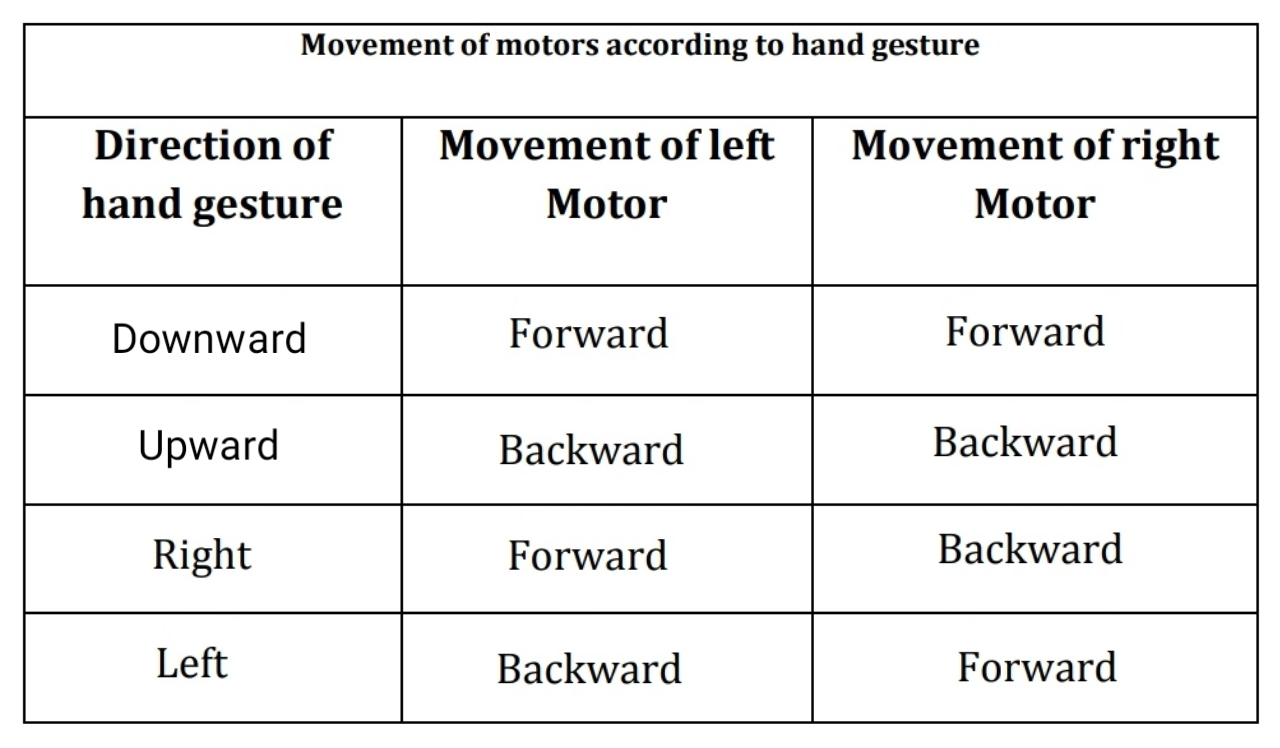 Movement of motors according to hand gesture
Direction of
hand gesture
Movement of left
Motor
Movement of right
Motor
Downward
Forward
Forward
Upward
Backward
Backward
Right
Forward
Backward
Left
Backward
Forward